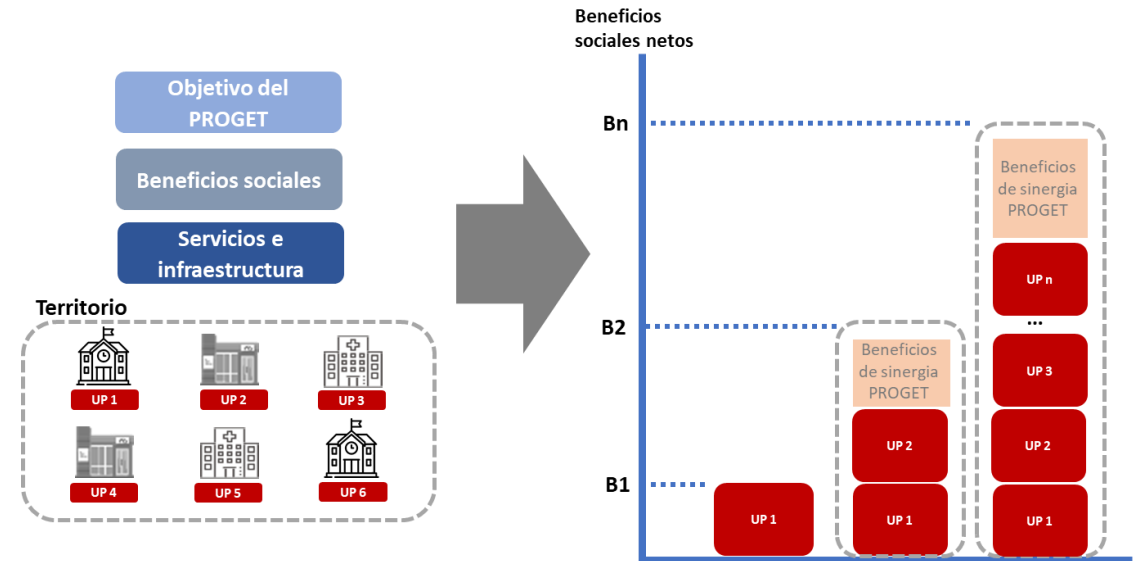 Objetivo del
PROGET
Beneficios sociales
Servicios e
infraestructura
Territorio
UP 1
UP 2
UP 3
UP 4
UP 5
UP 6
Beneficios
sociales netos
Bn
B2
B1
UP 1
Beneficios
de sinergia
PROGET
UP 2
UP 1
Beneficios
de sinergia
PROGET
UP n
...
UP 3
UP 2
UP 1